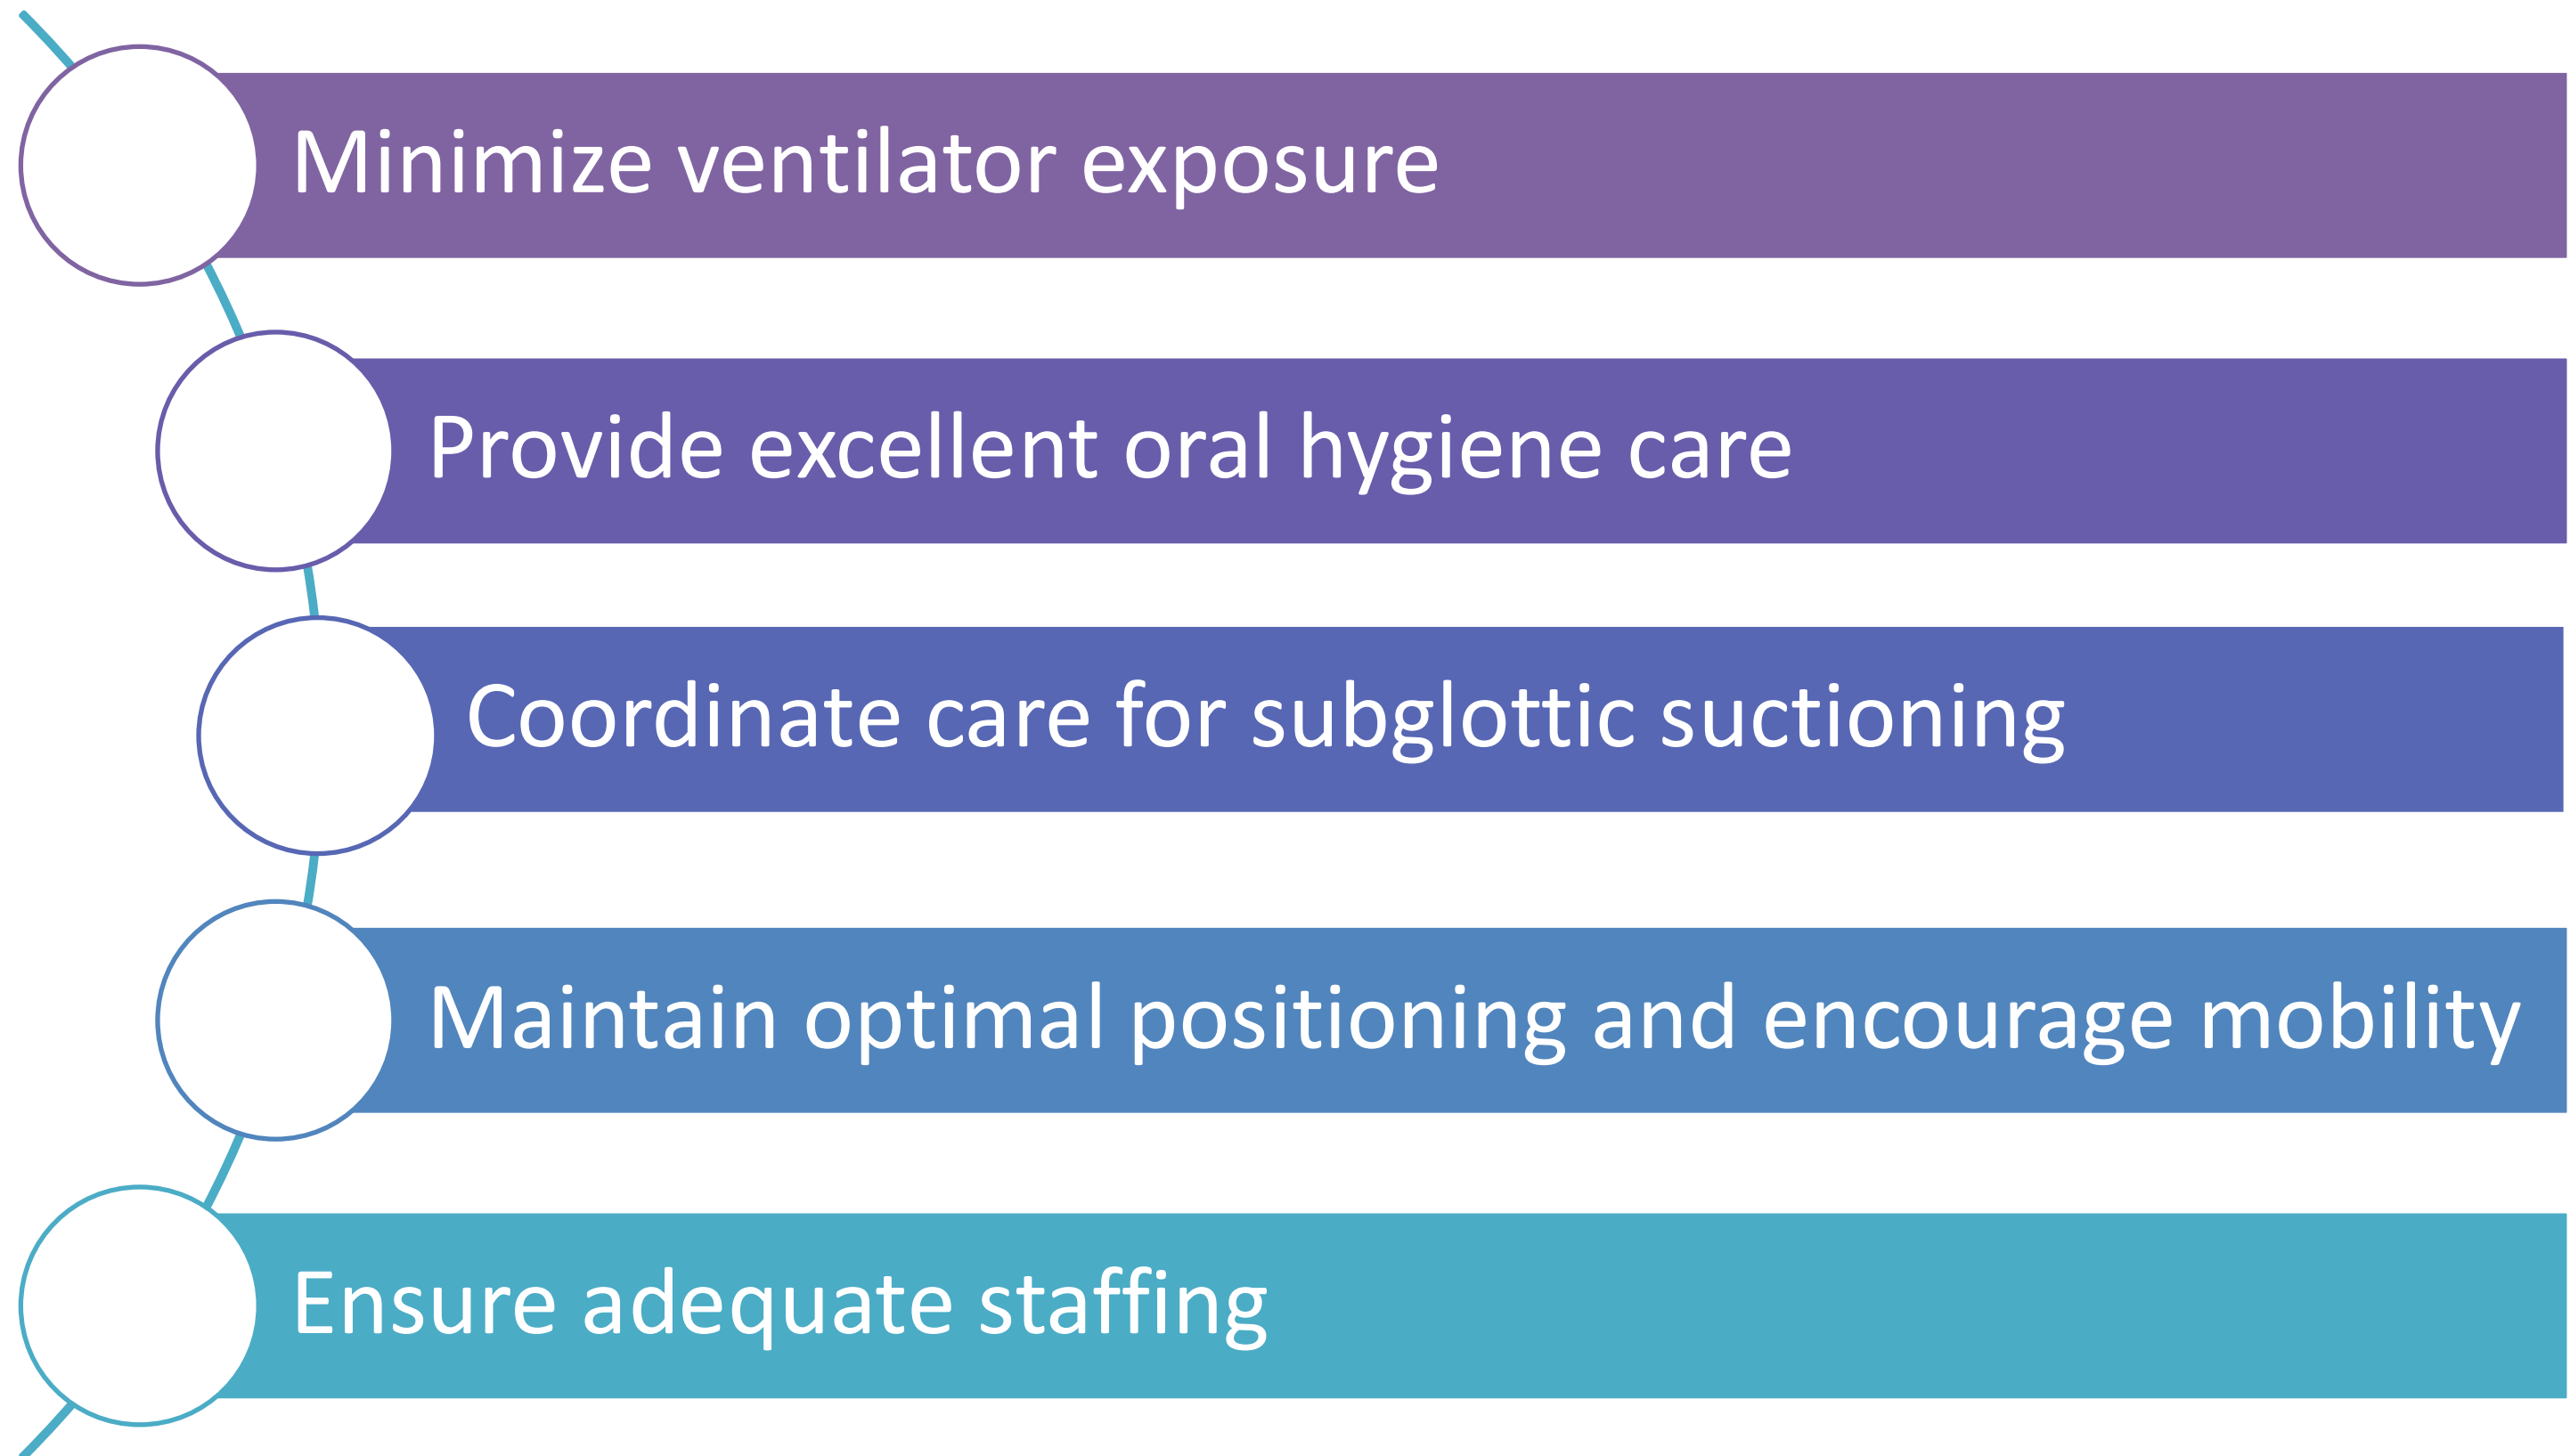 Minimize ventilator exposure
Provide excellent oral hygiene care
Coordinate care for subglottic suctioning
Maintain optimal positioning and encourage mobility
Ensure adequate staffing